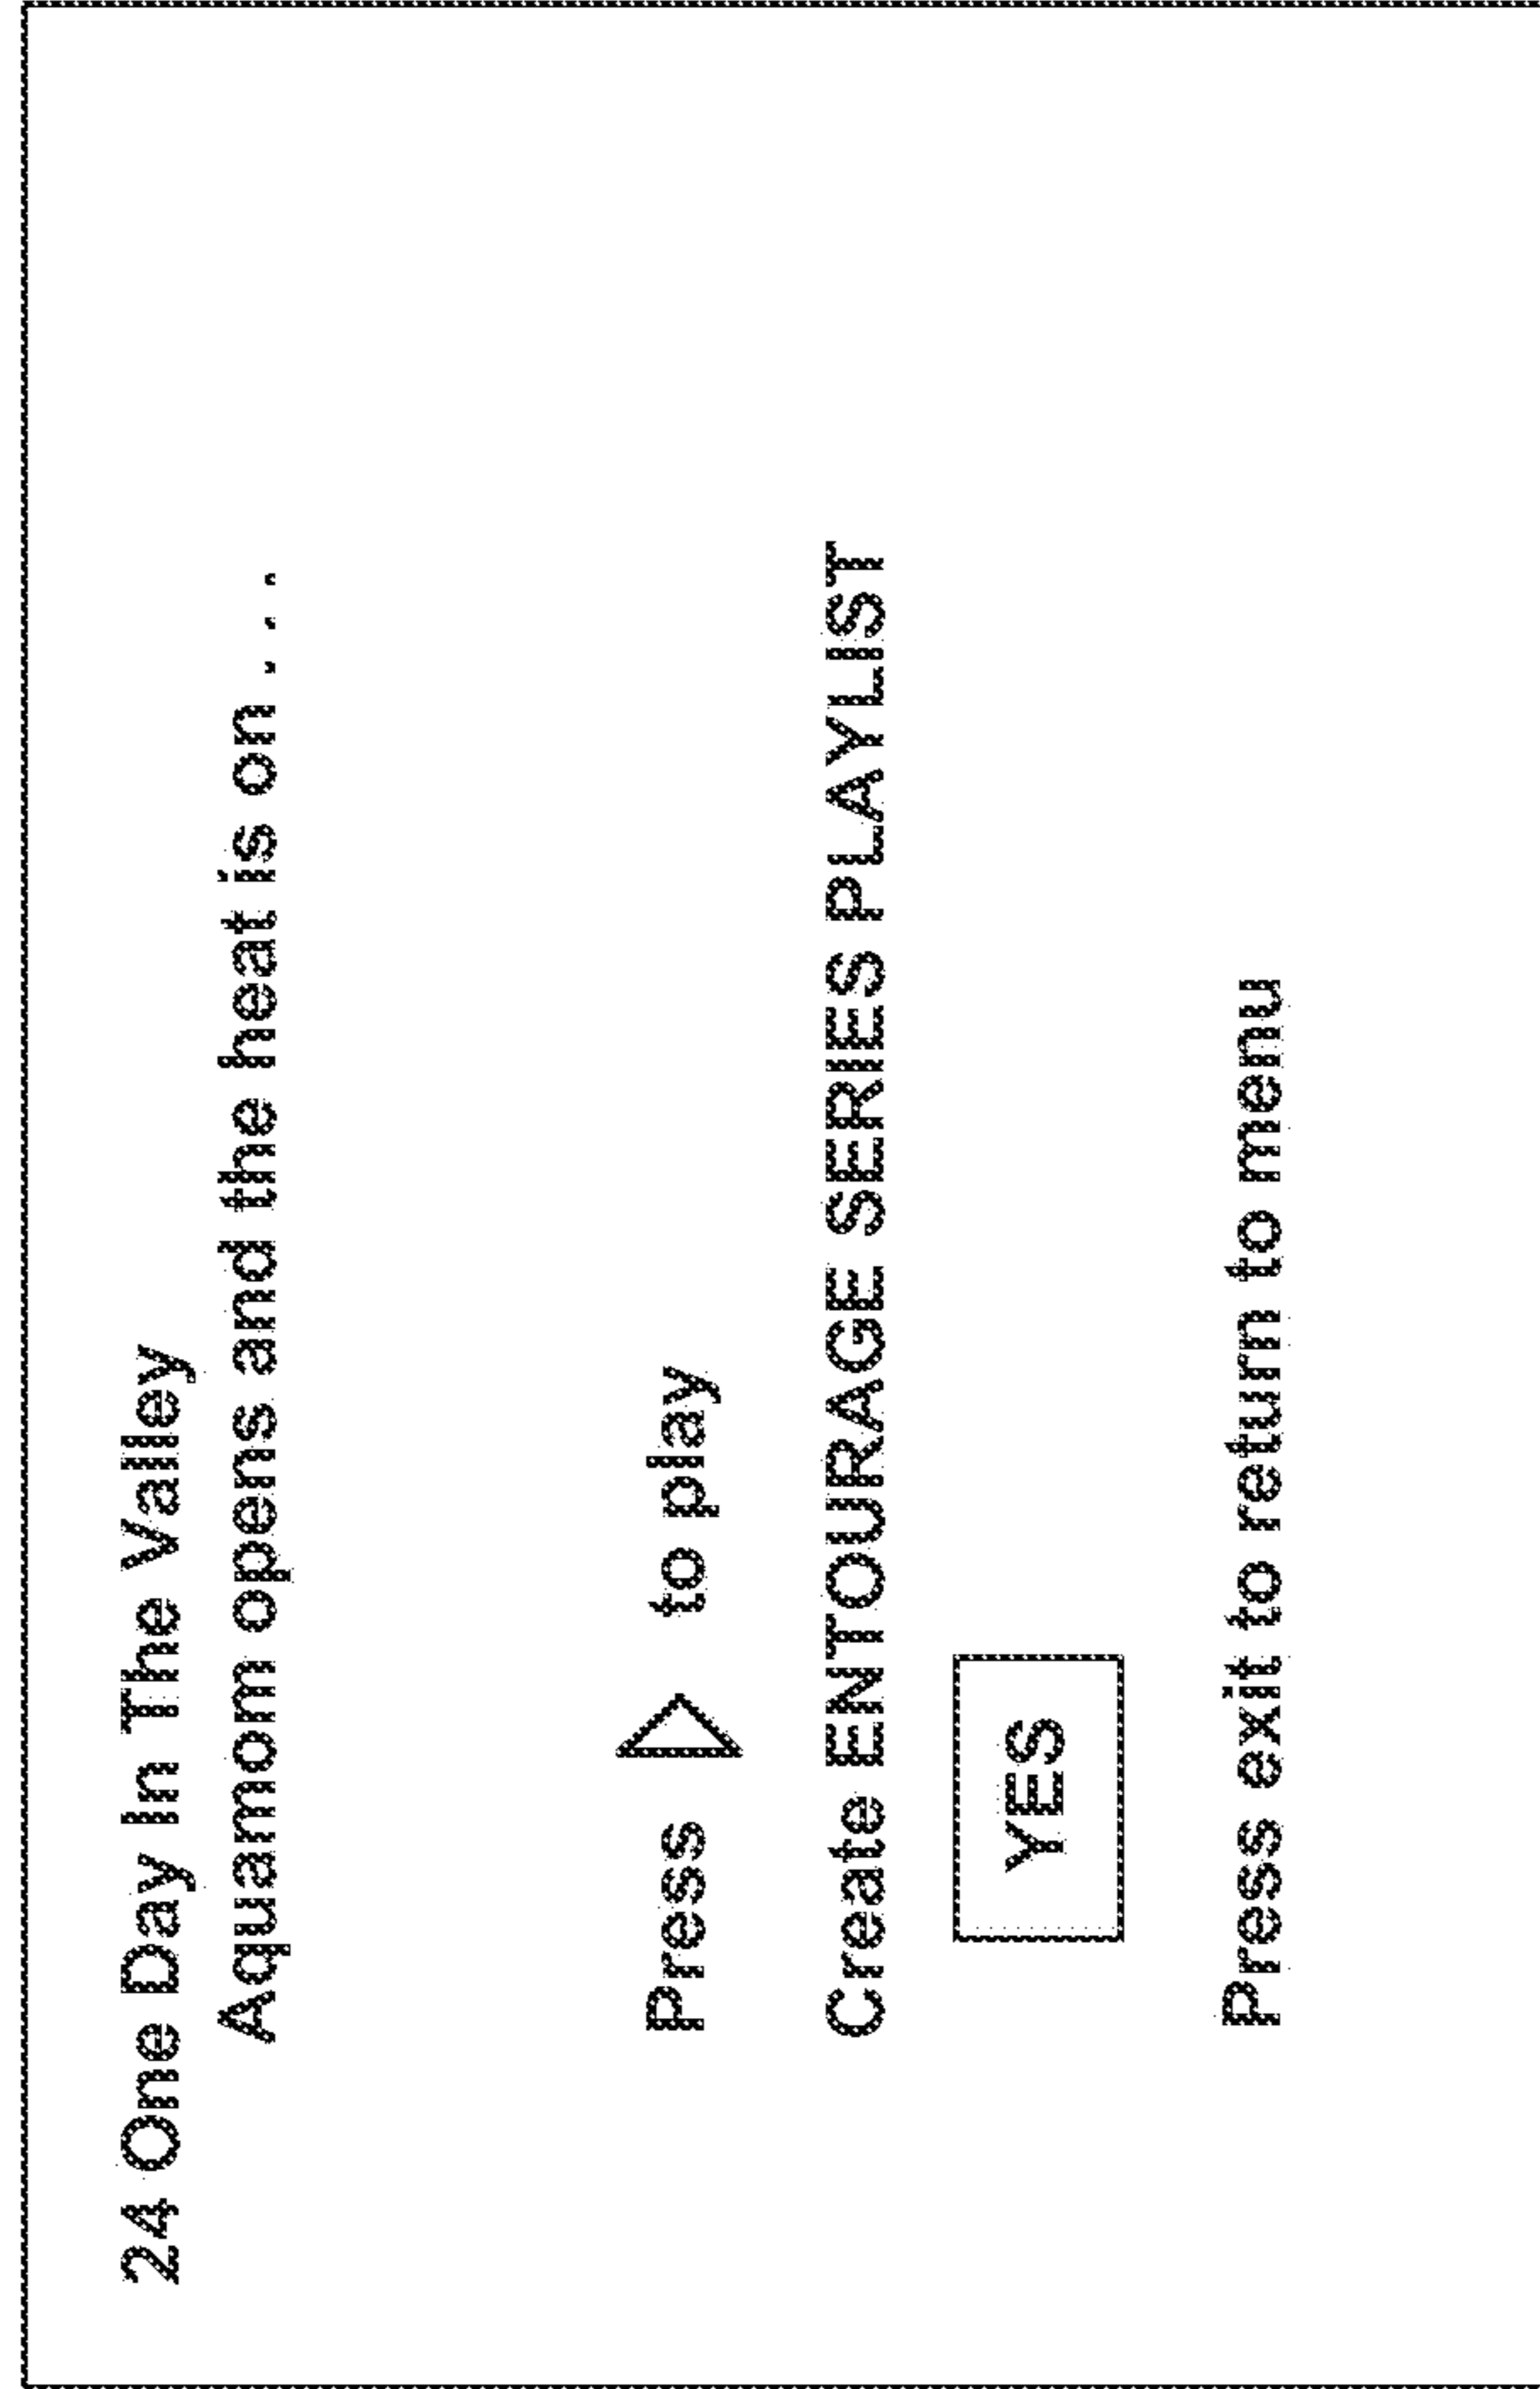 24 One Day In The Valley
Aquamom opens and the heat is on . . .
Press ▷ to play
Create ENTOURAGE SERIES PLAYLIST
YES
Press exit to return to menu